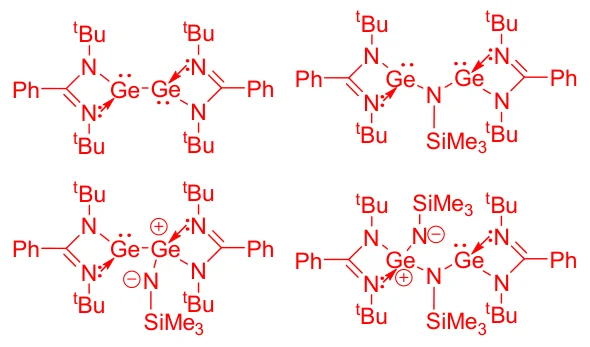 tBu tBu
N N
Ph Ge Ge Ph
N N
tBu tBu
tBu tBu
N N
Ph Ge Ge Ph
N N N
tBu SiMe3 tBu
tBu tBu
N ⊕ N
Ph Ge Ge Ph
N ⊖ N N
tBu tBu
SiMe3
tBu SiMe3 tBu
N N ⊖ N
Ph Ge Ge Ph
N ⊕ N N
tBu SiMe3 tBu